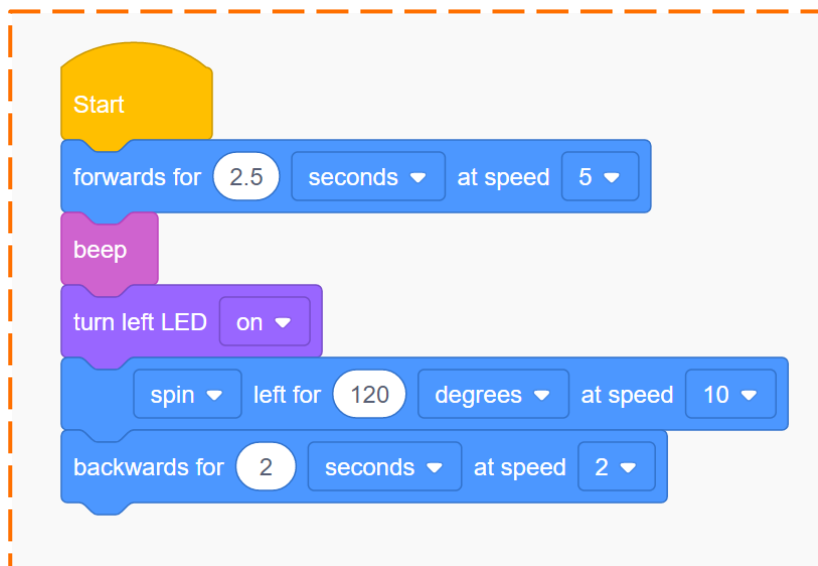 Start
forwards for 2.5 seconds at speed 5
beep
turn left LED on
spin left for 120 degrees at speed 10
backwards for 2 seconds at speed 2